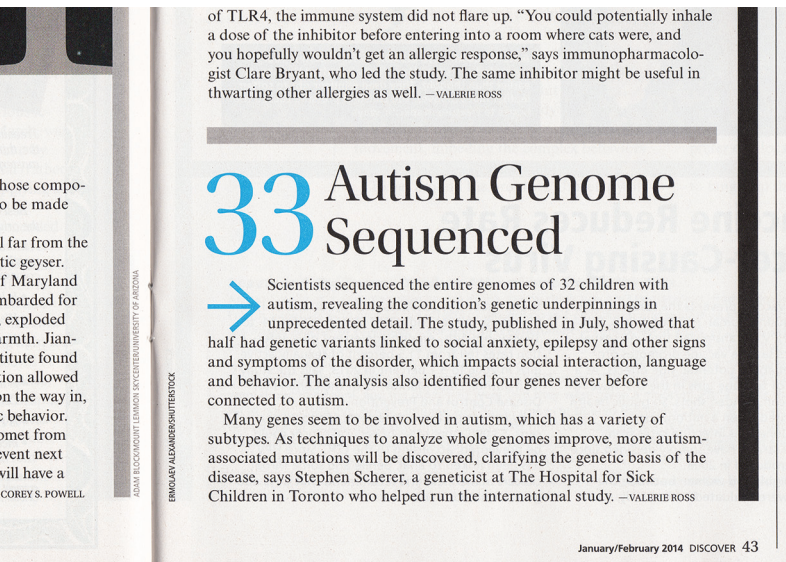 hose compo-
o be made
l far from the
tic geyser.
f Maryland
mbarded for
, exploded
rmth. Jian-
titute found
tion allowed
on the way in,
c behavior.
omet from
event next
will have a
COREY S. POWELL
ADAM BLOCK/MOUNT LEMMON SKYCENTER/UNIVERSITY OF ARIZONA
ERMOLAEV ALEXANDER/SHUTTERSTOCK
of TLR4, the immune system did not flare up. “You could potentially inhale
a dose of the inhibitor before entering into a room where cats were, and
you hopefully wouldn’t get an allergic response,” says immunopharmacolo-
gist Clare Bryant, who led the study. The same inhibitor might be useful in
thwarting other allergies as well. —VALERIE ROSS
33 Autism Genome
Sequenced
Scientists sequenced the entire genomes of 32 children with
autism, revealing the condition’s genetic underpinnings in
unprecedented detail. The study, published in July, showed that
half had genetic variants linked to social anxiety, epilepsy and other signs
and symptoms of the disorder, which impacts social interaction, language
and behavior. The analysis also identified four genes never before
connected to autism.
Many genes seem to be involved in autism, which has a variety of
subtypes. As techniques to analyze whole genomes improve, more autism-
associated mutations will be discovered, clarifying the genetic basis of the
disease, says Stephen Scherer, a geneticist at The Hospital for Sick
Children in Toronto who helped run the international study. —VALERIE ROSS
January/February 2014 DISCOVER 43